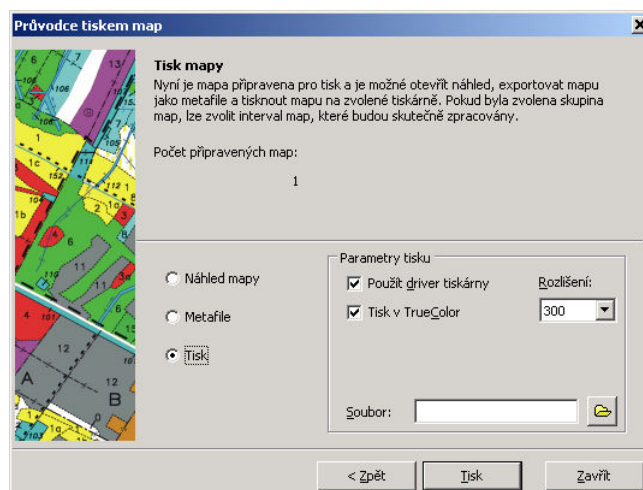 Průvodce tiskem map
Tisk mapy
Nyní je mapa připravena pro tisk a je možné otevřít náhled, exportovat mapu
jako metafile a tisknout mapu na zvolené tiskárně. Pokud byla zvolena skupina
map, lze zvolit interval map, které budou skutečně zpracovány.
Počet připravených map:
1
Náhled mapy
Metafile
Tisk
Parametry tisku
Použít driver tiskárny
Tisk v TrueColor
Rozlišení:
300
Soubor:
< Zpět
Tisk
Zavřít